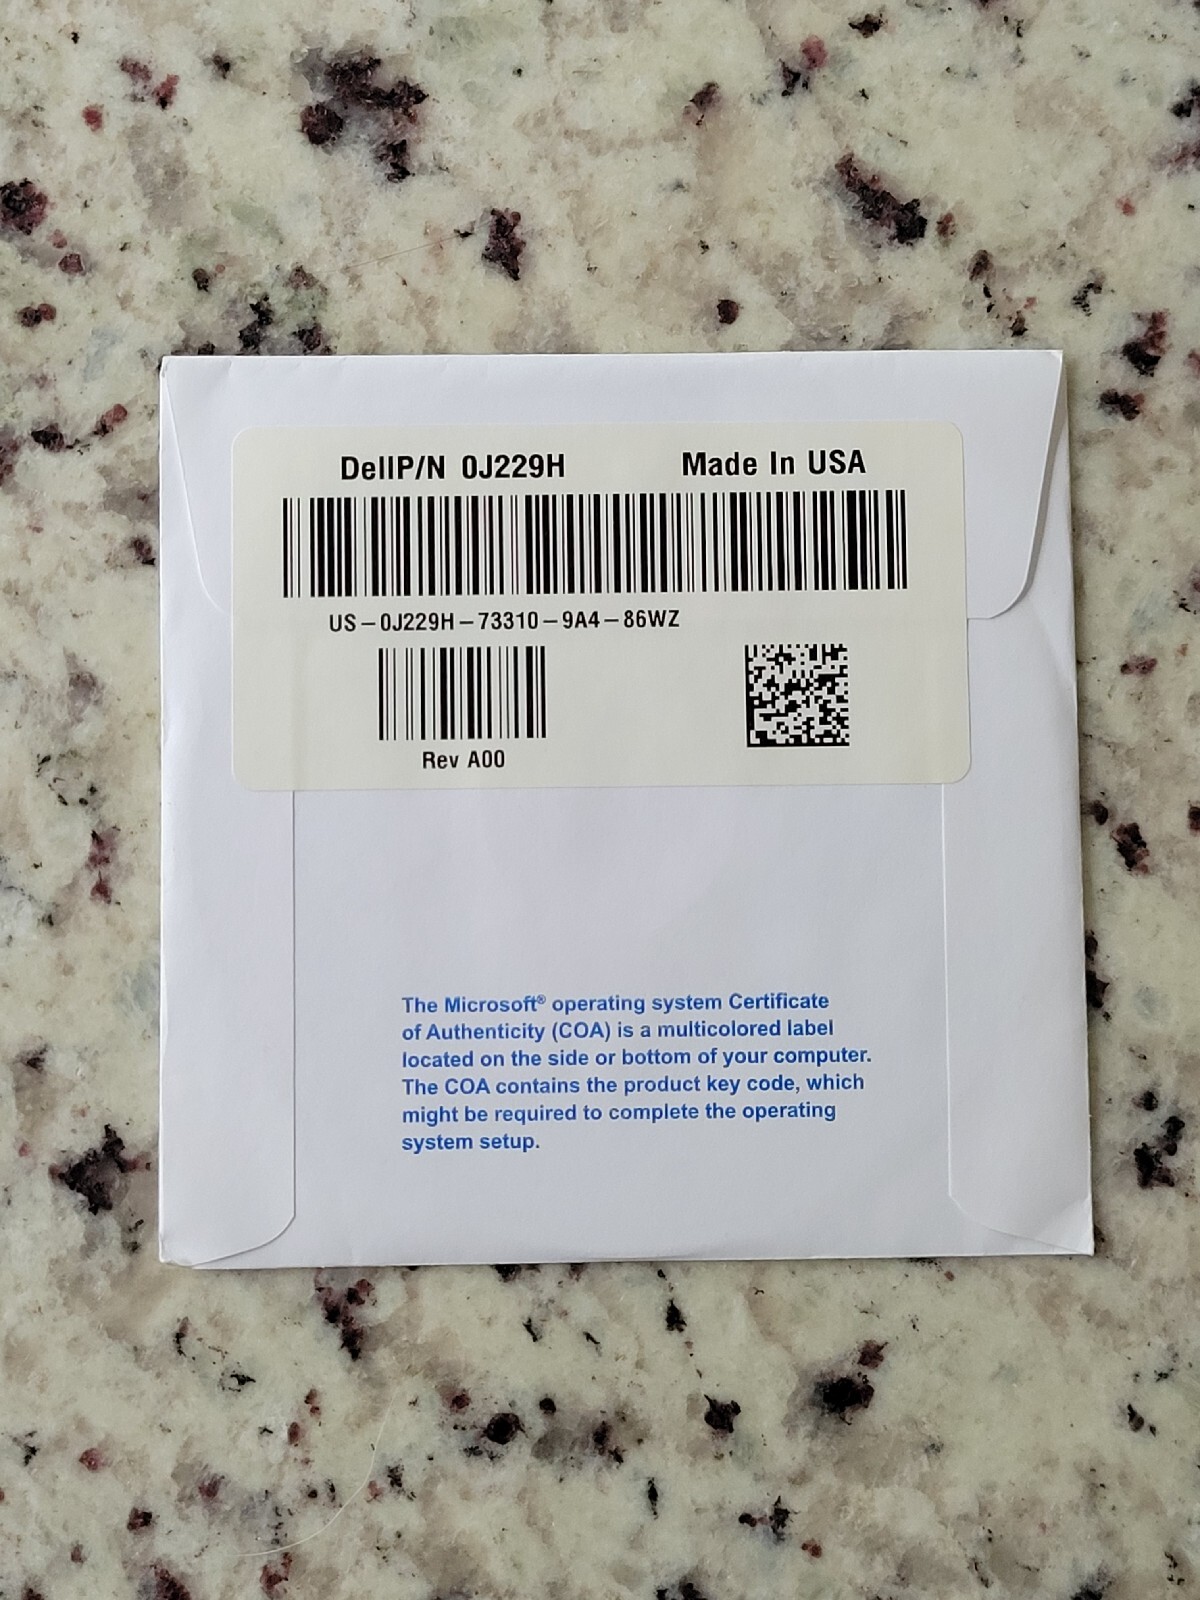 DellP/N 0J229H Made In USA
US-0J229H-73310-9A4-86WZ
Rev A00
The Microsoft® operating system Certificate
of Authenticity (COA) is a multicolored label
located on the side or bottom of your computer.
The COA contains the product key code, which
might be required to complete the operating
system setup.